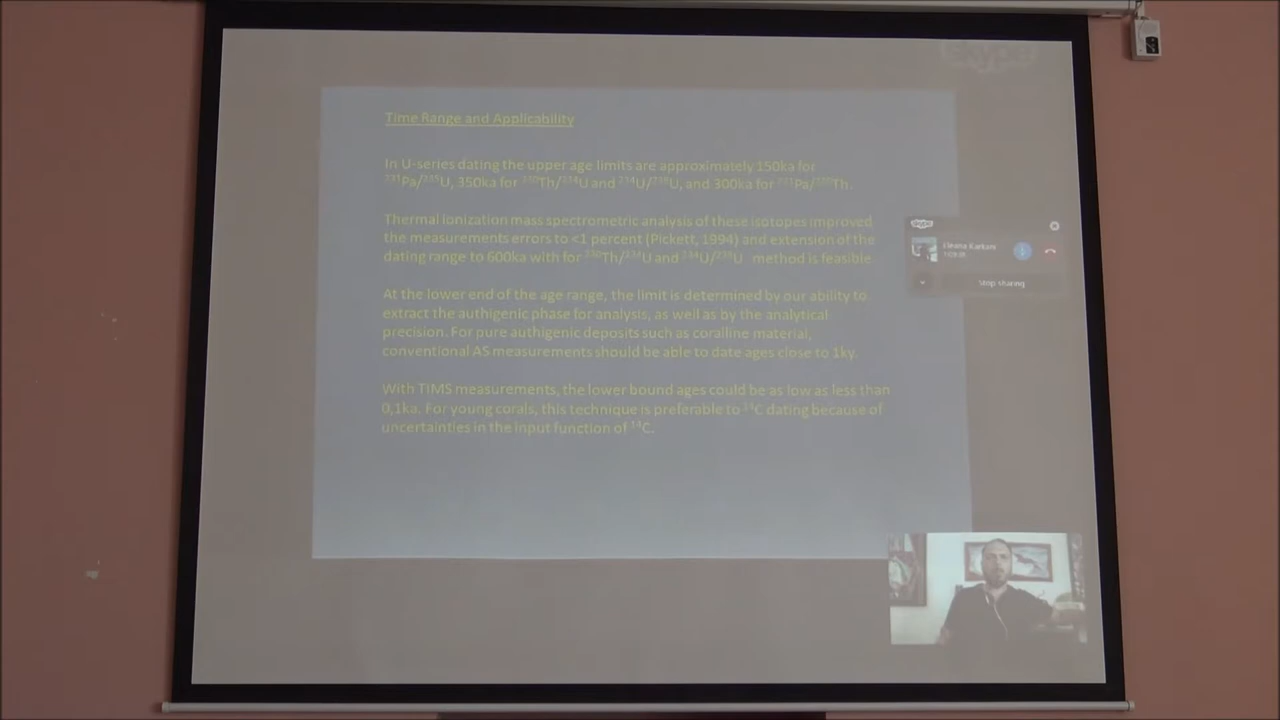 Time Range and Applicability
In U-series dating the upper age limits are approximately 150ka for
²³¹Pa/²³⁵U, 350ka for ²³⁰Th/²³⁴U and ²³⁴U/²³⁸U, and 300ka for ²³¹Pa/²³⁰Th.
Thermal ionization mass spectrometric analysis of these isotopes improved
the measurements errors to <1 percent (Pickett, 1994) and extension of the
dating range to 600ka with for ²³⁰Th/²³⁴U and ²³⁴U/²³⁸U method is feasible
At the lower end of the age range, the limit is determined by our ability to
extract the authigenic phase for analysis, as well as by the analytical
precision. For pure authigenic deposits such as coralline material,
conventional AS measurements should be able to date ages close to 1ky.
With TIMS measurements, the lower bound ages could be as low as less than
0,1ka. For young corals, this technique is preferable to ¹⁴C dating because of
uncertainties in the input function of ¹⁴C.
skype
Eleana Karkani
Stop sharing